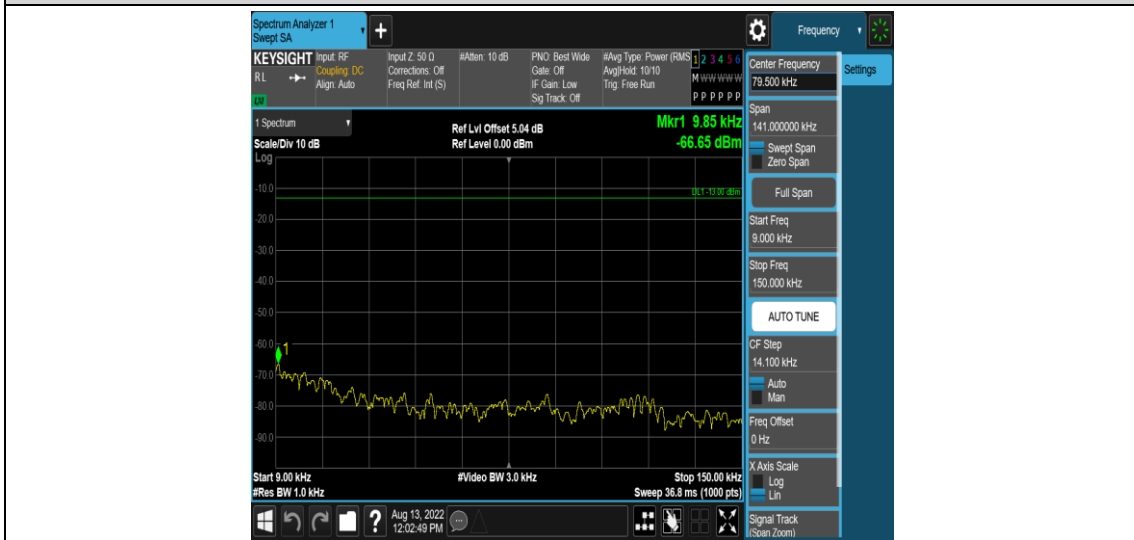 Spectrum Analyzer 1
Swept SA
+
Frequency
KEYSIGHT
RL
LXI
Input: RF
Coupling: DC
Align: Auto
Input Z: 50 Ω
Corrections: Off
Freq Ref: Int (S)
#Atten: 10 dB
PNO: Best Wide
Gate: Off
IF Gain: Low
Sig Track: Off
#Avg Type: Power (RMS
Avg|Hold: 10/10
Trig: Free Run
1 2 3 4 5 6
M W W W W W
P P P P P P
Center Frequency
79.500 kHz
Settings
Span
141.000000 kHz
Swept Span
Zero Span
Full Span
Start Freq
9.000 kHz
Stop Freq
150.000 kHz
AUTO TUNE
CF Step
14.100 kHz
Auto
Man
Freq Offset
0 Hz
X Axis Scale
Log
Lin
Signal Track
(Span Zoom)
1 Spectrum
Scale/Div 10 dB
Ref Lvl Offset 5.04 dB
Ref Level 0.00 dBm
Mkr1 9.85 kHz
-66.65 dBm
Log
DL1 -13.00 dBm
-10.0
-20.0
-30.0
-40.0
-50.0
-60.0
1
-70.0
-80.0
-90.0
Start 9.00 kHz
#Res BW 1.0 kHz
#Video BW 3.0 kHz
Stop 150.00 kHz
Sweep 36.8 ms (1000 pts)
?
Aug 13, 2022
12:02:49 PM